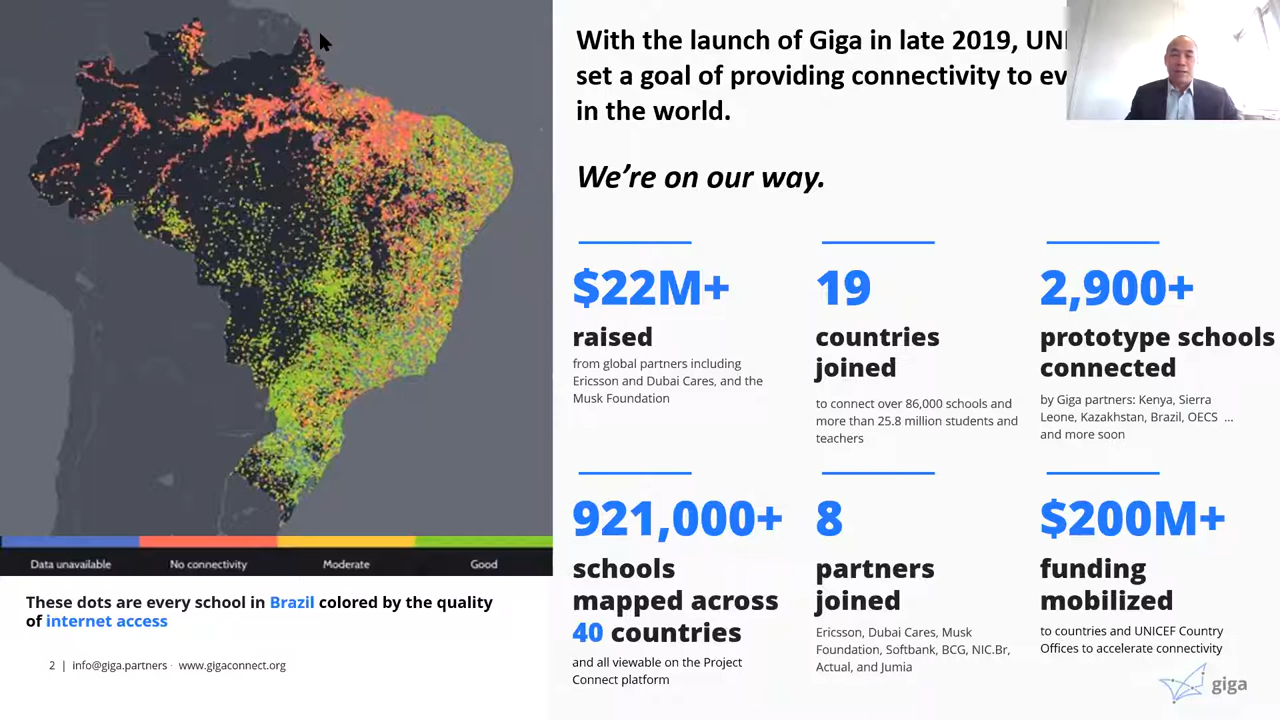 With the launch of Giga in late 2019,
set a goal of providing connectivity to
in the world.
We're on our way.
$22M+
raised
from global partners including
Ericsson and Dubai Cares, and the
Musk Foundation
19
countries
joined
to connect over 86,000 schools and
more than 25.8 million students and
teachers
2,900+
prototype schools
connected
by Giga partners: Kenya, Sierra
Leone, Kazakhstan, Brazil, OECS ...
and more soon
921,000+
schools
mapped across
40 countries
and all viewable on the Project
Connect platform
8
partners
joined
Ericsson, Dubai Cares, Musk
Foundation, Softbank, BCG, NIC.Br,
Actual, and Jumia
$200M+
funding
mobilized
to countries and UNICEF Country
Offices to accelerate connectivity
Data unavailable
No connectivity
Moderate
Good
These dots are every school in Brazil colored by the quality
of internet access
2 | info@giga.partners · www.gigaconnect.org
giga